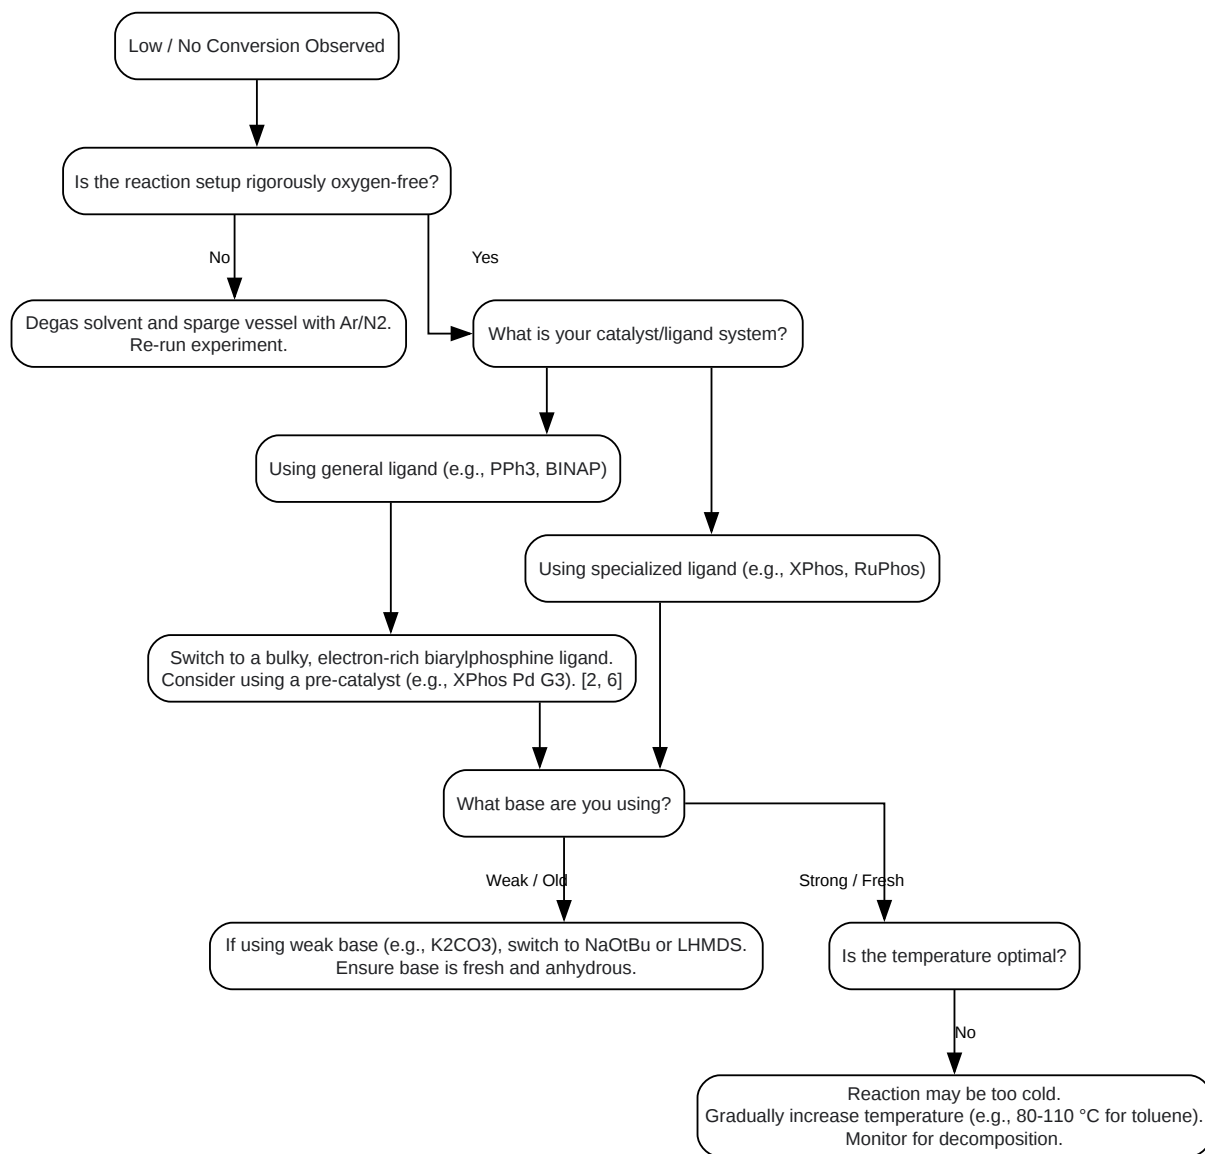 Low / No Conversion Observed
Is the reaction setup rigorously oxygen-free?
No
Yes
Degas solvent and sparge vessel with Ar/N2.
Re-run experiment.
What is your catalyst/ligand system?
Using general ligand (e.g., PPh3, BINAP)
Using specialized ligand (e.g., XPhos, RuPhos)
Switch to a bulky, electron-rich biarylphosphine ligand.
Consider using a pre-catalyst (e.g., XPhos Pd G3). [2, 6]
What base are you using?
Weak / Old
Strong / Fresh
If using weak base (e.g., K2CO3), switch to NaOtBu or LHMDS.
Ensure base is fresh and anhydrous.
Is the temperature optimal?
No
Reaction may be too cold.
Gradually increase temperature (e.g., 80-110 °C for toluene).
Monitor for decomposition.